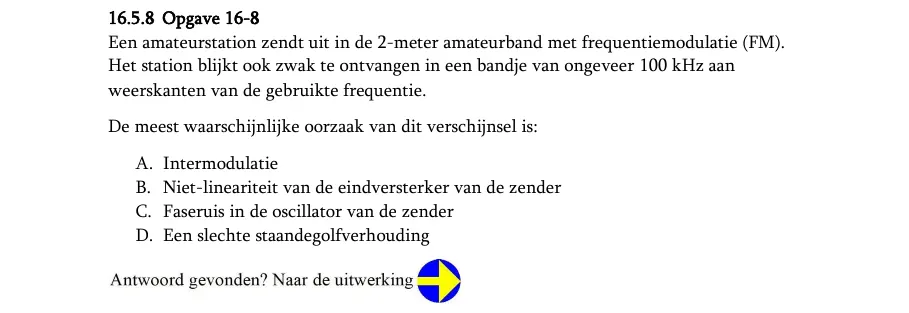 16.5.8 Opgave 16-8
Een amateurstation zendt uit in de 2-meter amateurband met frequentiemodulatie (FM).
Het station blijkt ook zwak te ontvangen in een bandje van ongeveer 100 kHz aan
weerskanten van de gebruikte frequentie.
De meest waarschijnlijke oorzaak van dit verschijnsel is:
A. Intermodulatie
B. Niet-lineariteit van de eindversterker van de zender
C. Faseruis in de oscillator van de zender
D. Een slechte staandegolfverhouding
Antwoord gevonden? Naar de uitwerking